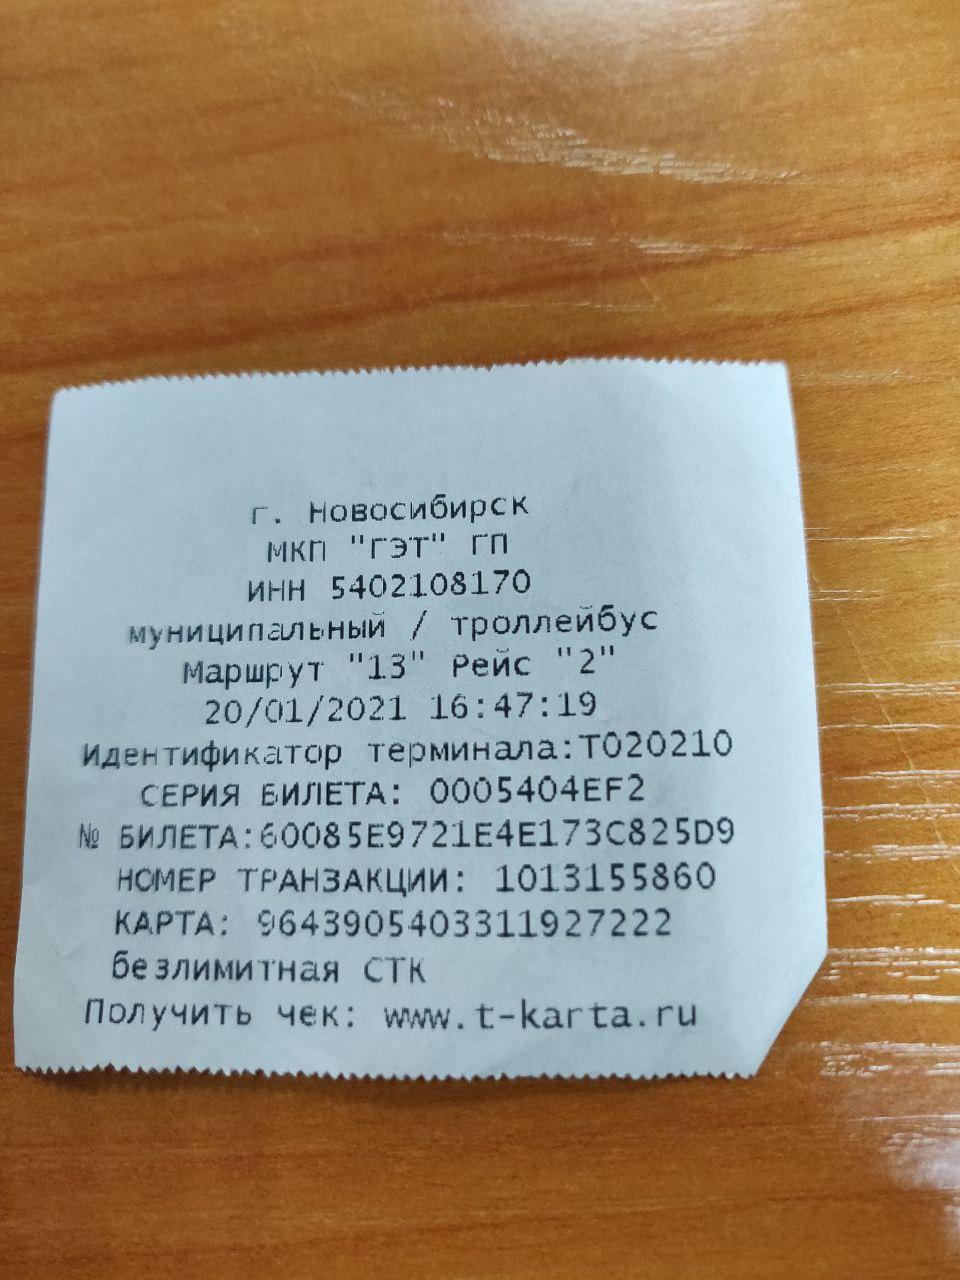 г. Новосибирск
МКП "ГЭТ" ГП
ИНН 5402108170
муниципальный / троллейбус
Маршрут "13" Рейс "2"
20/01/2021 16:47:19
Идентификатор терминала:T020210
СЕРИЯ БИЛЕТА: 0005404EF2
№ БИЛЕТА:60085E9721E4E173C825D9
НОМЕР ТРАНЗАКЦИИ: 1013155860
КАРТА: 9643905403311927222
безлимитная СТК
Получить чек: www.t-karta.ru